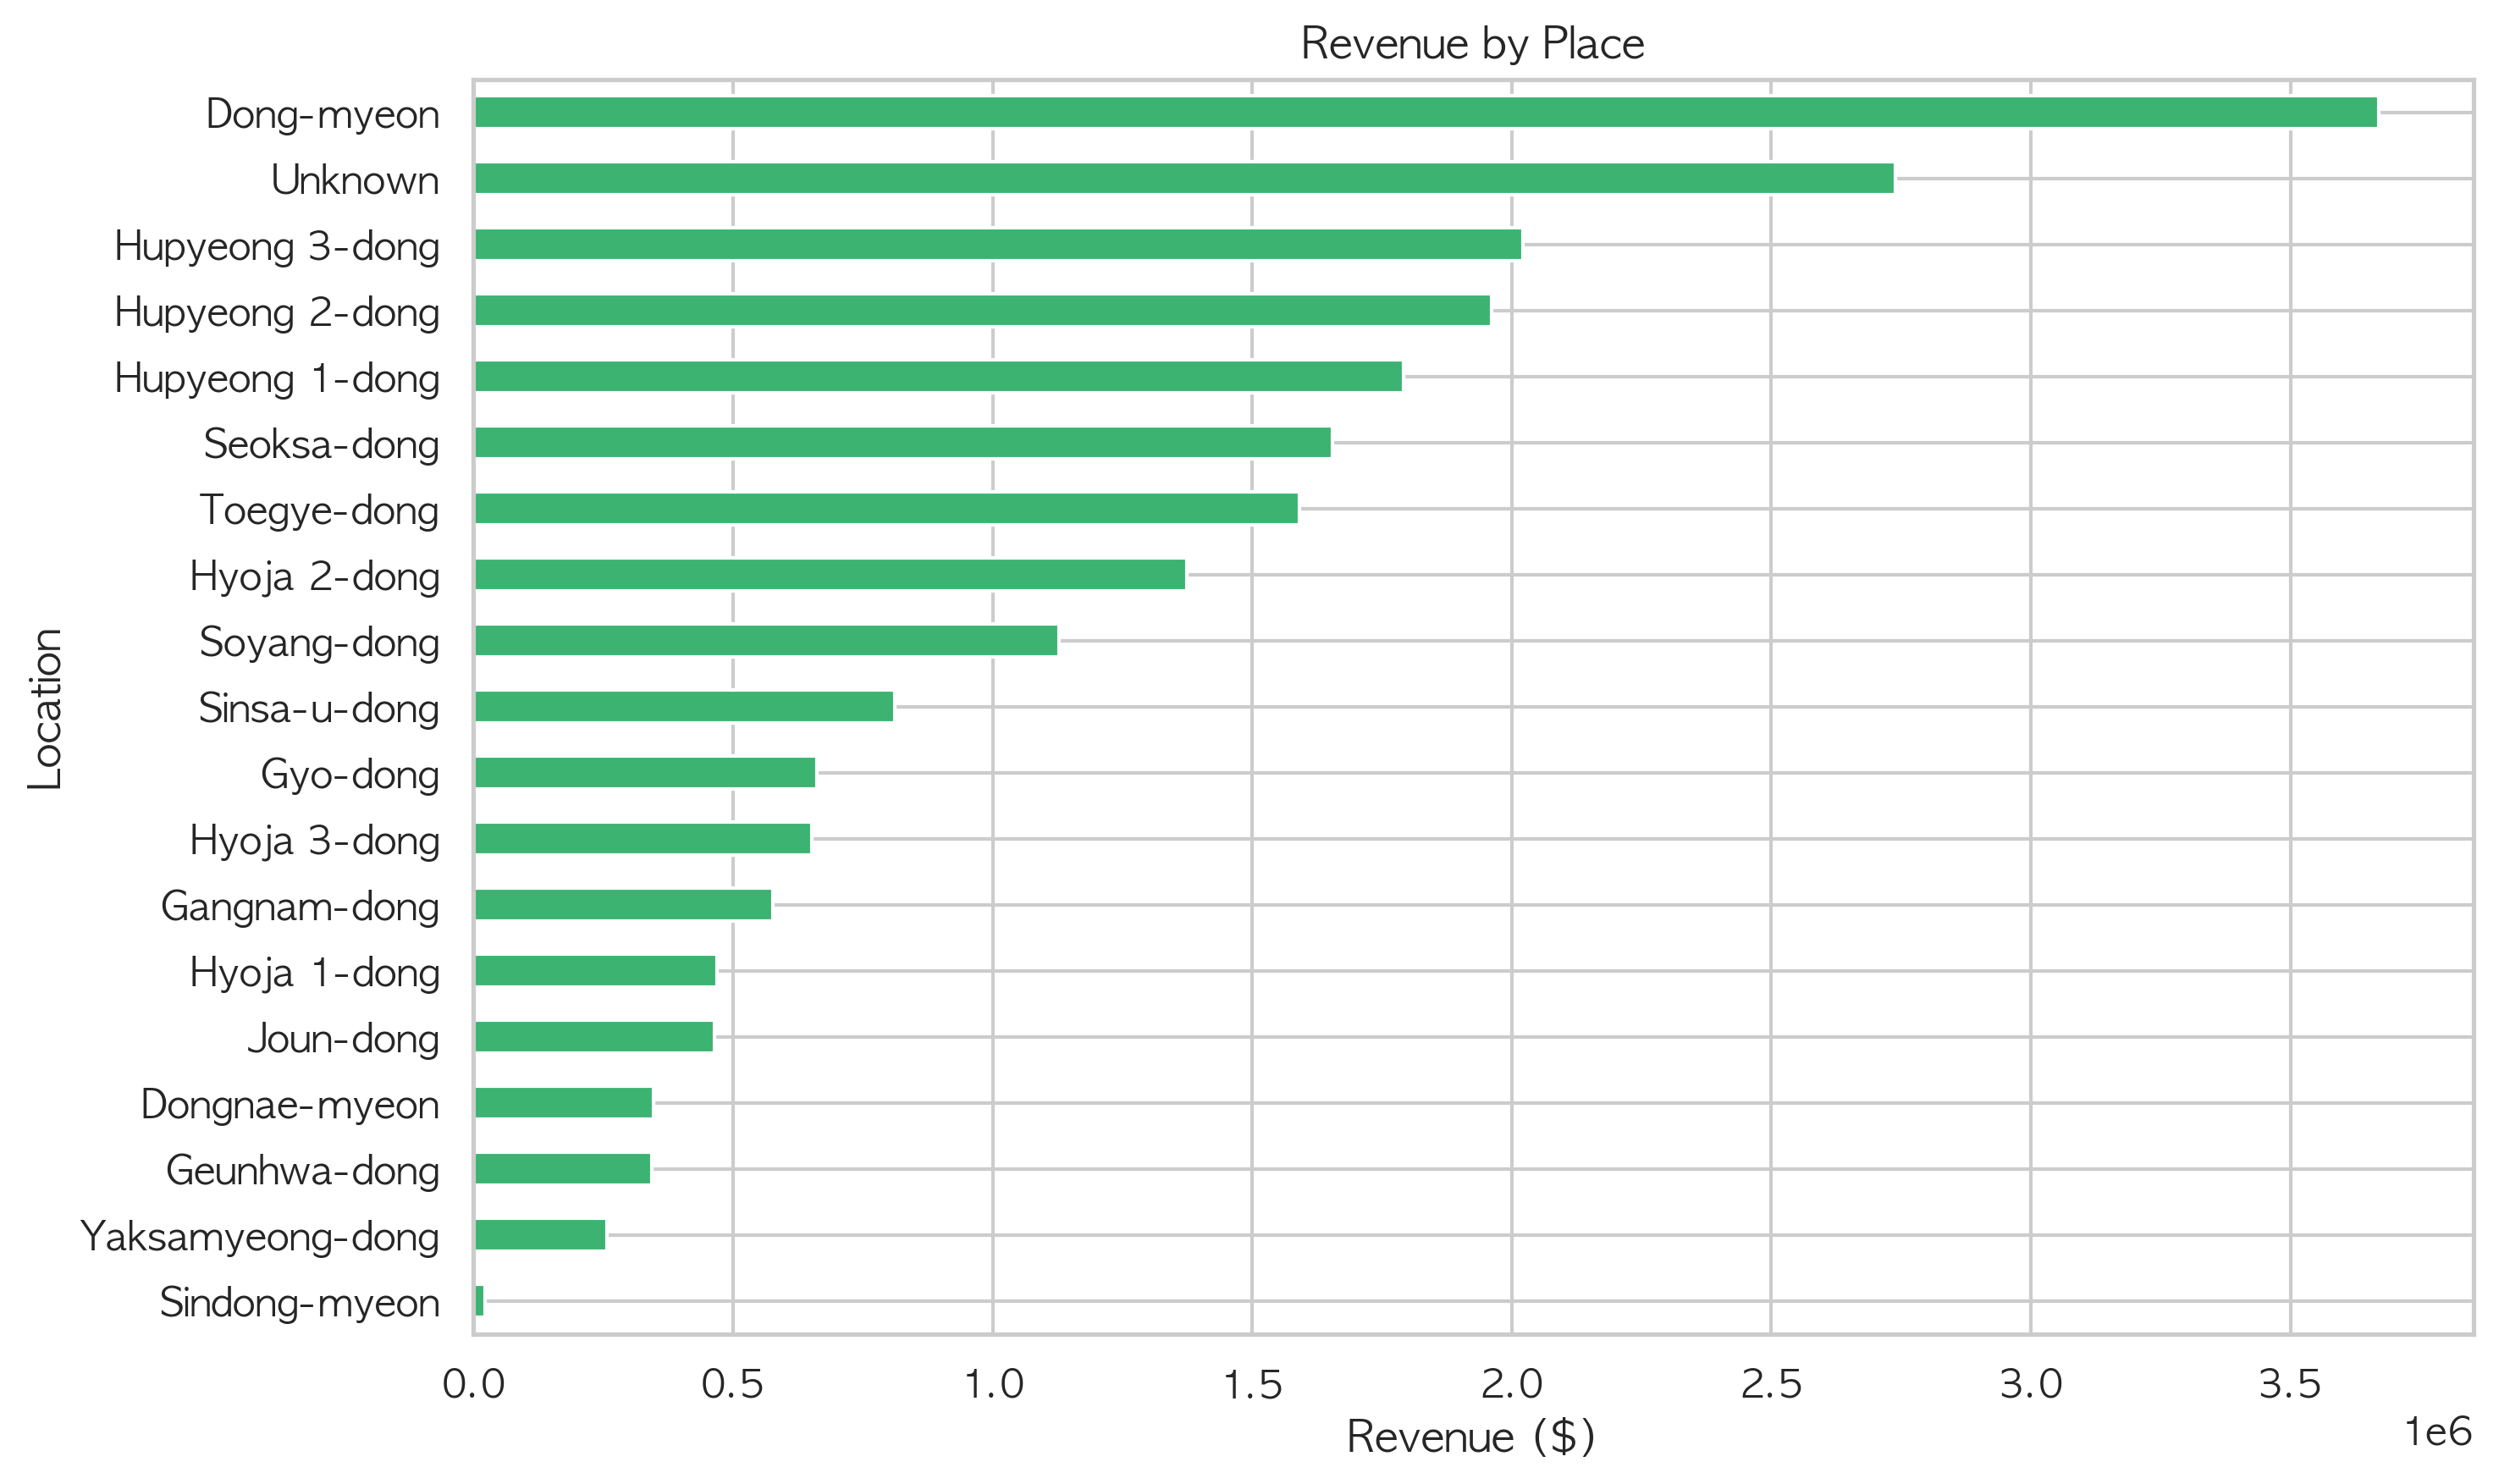 Revenue by Place
Dong-myeon
Unknown
Hupyeong 3-dong
Hupyeong 2-dong
Hupyeong 1-dong
Seoksa-dong
Toegye-dong
Hyoja 2-dong
Soyang-dong
Sinsa-u-dong
Gyo-dong
Hyoja 3-dong
Gangnam-dong
Hyoja 1-dong
Joun-dong
Dongnae-myeon
Geunhwa-dong
Yaksamyeong-dong
Sindong-myeon
Location
0.0 0.5 1.0 1.5 2.0 2.5 3.0 3.5
1e6
Revenue ($)